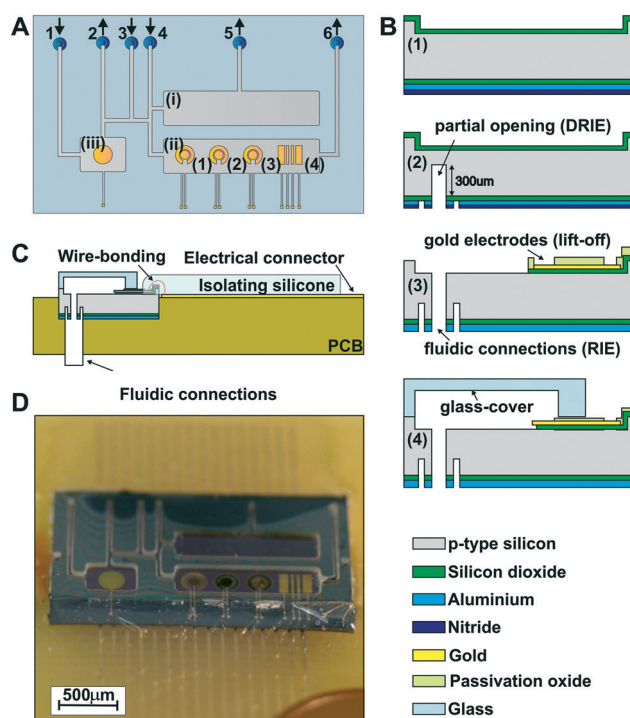 A
1 2 3 4 5 6
(i)
(iii) (ii)
(1) (2) (3) (4)
B
(1)
partial opening (DRIE)
(2)
300um
gold electrodes (lift-off)
(3)
fluidic connections (RIE)
glass-cover
(4)
C
Wire-bonding
Electrical connector
Isolating silicone
PCB
Fluidic connections
D
500μm
p-type silicon
Silicon dioxide
Aluminium
Nitride
Gold
Passivation oxide
Glass